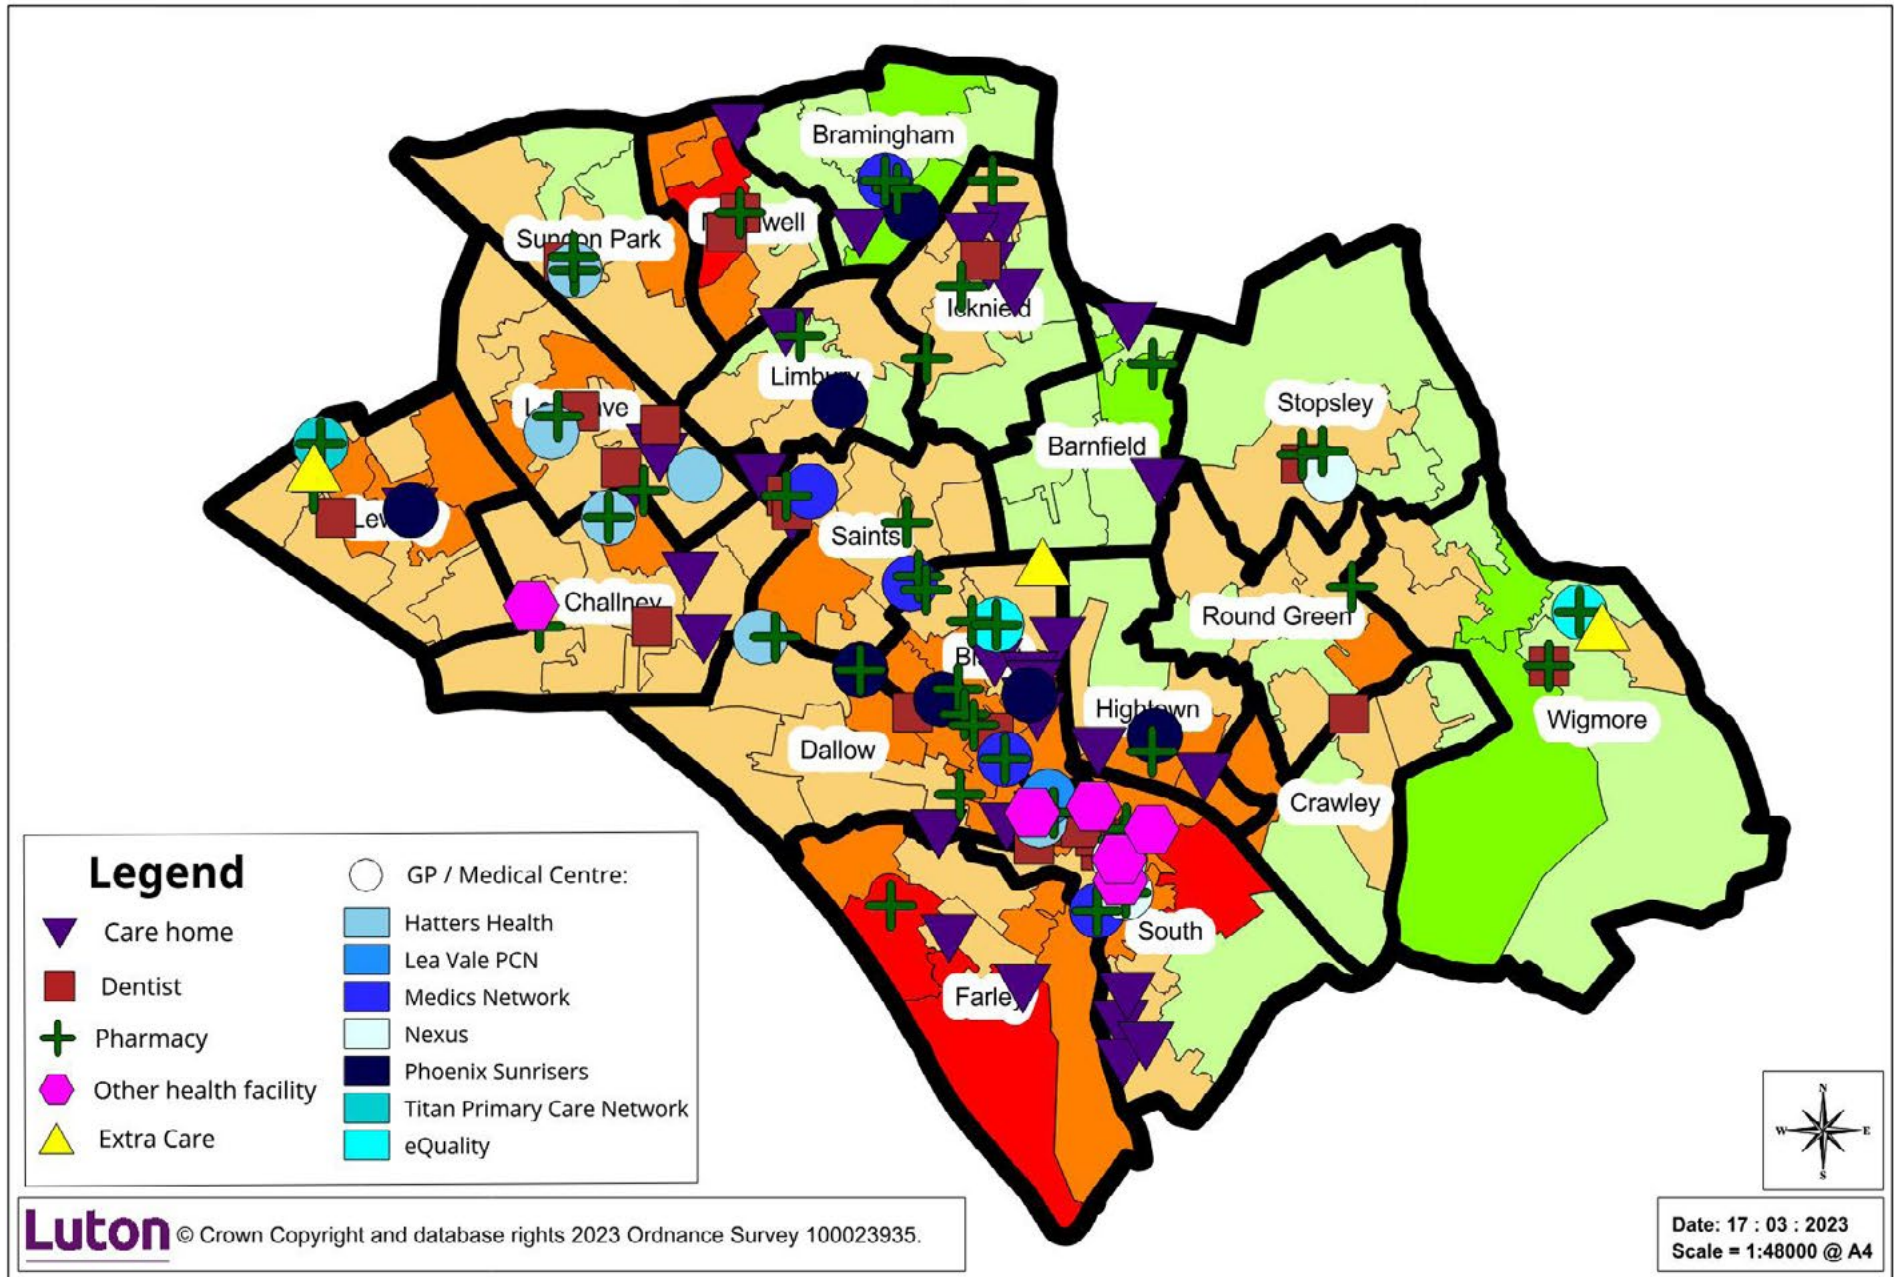 Bramingham
Sundon Park
well
Icknield
Limbury
Stopsley
Barnfield
Saints
Challney
Round Green
Hightown
Wigmore
Dallow
Crawley
South
Farley
Legend
Care home
Dentist
Pharmacy
Other health facility
Extra Care
GP / Medical Centre:
Hatters Health
Lea Vale PCN
Medics Network
Nexus
Phoenix Sunrisers
Titan Primary Care Network
eQuality
N
W E
S
Luton © Crown Copyright and database rights 2023 Ordnance Survey 100023935.
Date: 17 : 03 : 2023
Scale = 1:48000 @ A4